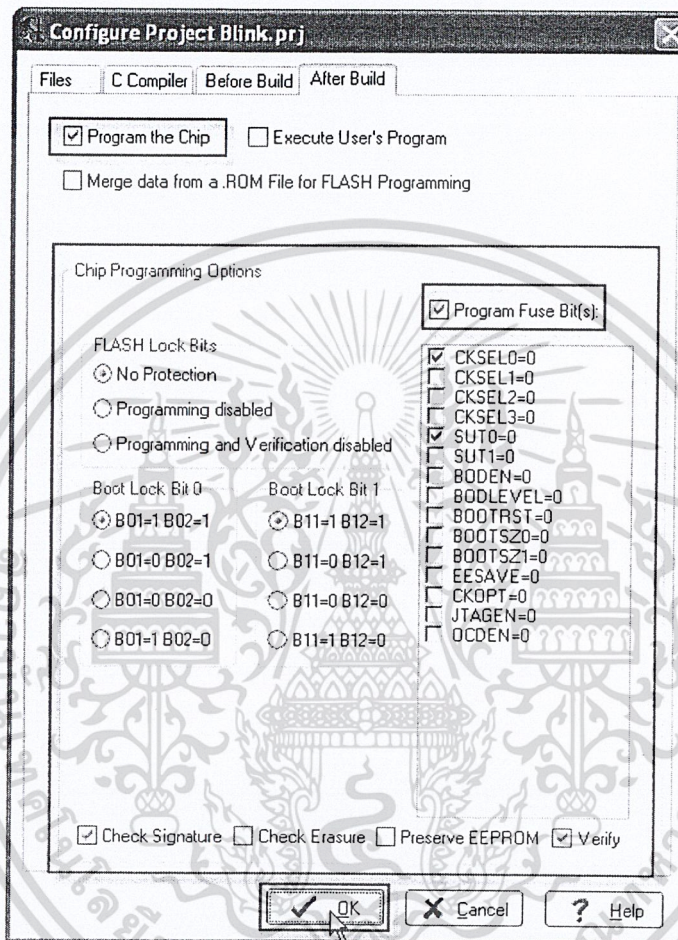 Configure Project Blink.prj
Files C Compiler Before Build After Build
Program the Chip Execute User's Program
Merge data from a .ROM File for FLASH Programming
Chip Programming Options
Program Fuse Bit(s):
FLASH Lock Bits
No Protection
Programming disabled
Programming and Verification disabled
Boot Lock Bit 0
B01=1 B02=1
B01=0 B02=1
B01=0 B02=0
B01=1 B02=0
Boot Lock Bit 1
B11=1 B12=1
B11=0 B12=1
B11=0 B12=0
B11=1 B12=0
CKSEL0=0
CKSEL1=0
CKSEL2=0
CKSEL3=0
SUT0=0
SUT1=0
BODEN=0
BODLEVEL=0
BOOTRST=0
BOOTSZ0=0
BOOTSZ1=0
EESAVE=0
CKOPT=0
JTAGEN=0
OCDEN=0
Check Signature Check Erasure Preserve EEPROM Verify
OK Cancel ? Help